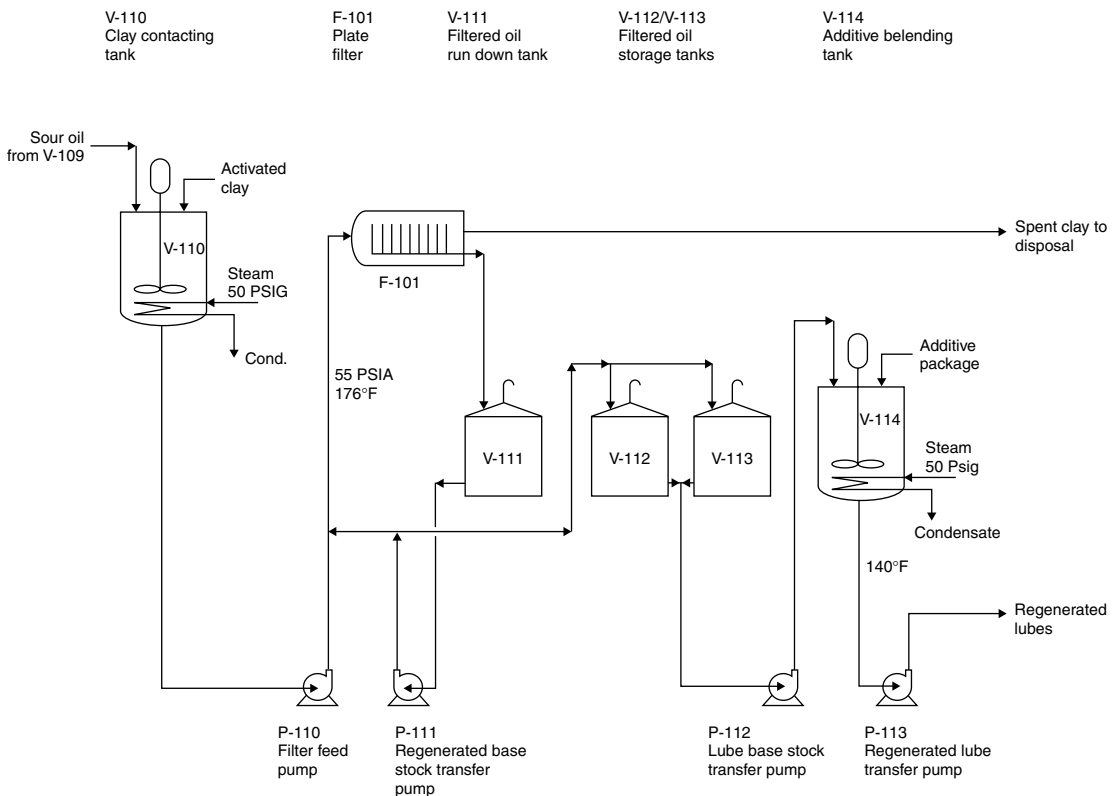 V-110
Clay contacting
tank
F-101
Plate
filter
V-111
Filtered oil
run down tank
V-112/V-113
Filtered oil
storage tanks
V-114
Additive belending
tank
Sour oil
from V-109
Activated
clay
V-110
Steam
50 PSIG
Cond.
F-101
Spent clay to
disposal
55 PSIA
176°F
V-111
V-112
V-113
Additive
package
V-114
Steam
50 Psig
Condensate
140°F
Regenerated
lubes
P-110
Filter feed
pump
P-111
Regenerated base
stock transfer
pump
P-112
Lube base stock
transfer pump
P-113
Regenerated lube
transfer pump